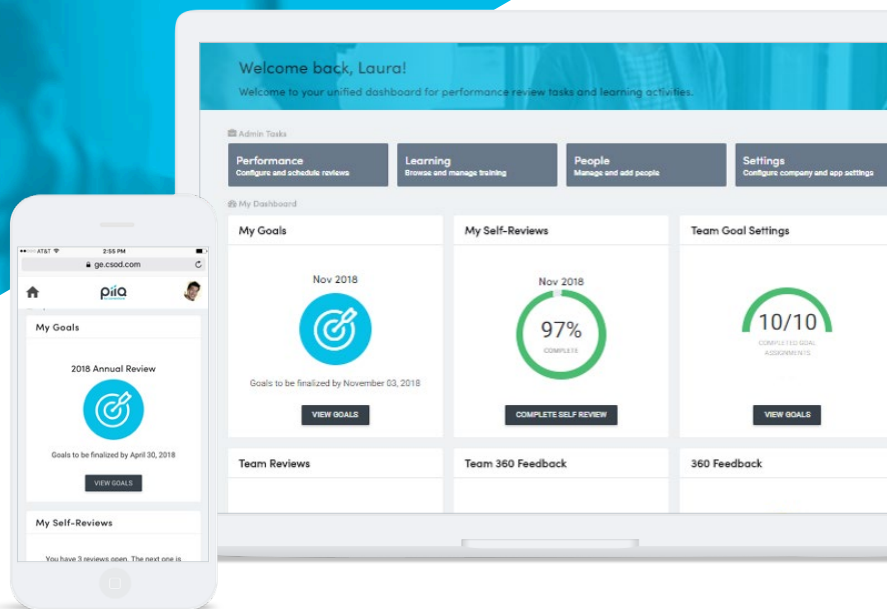 Welcome back, Laura!
Welcome to your unified dashboard for performance review tasks and learning activities.
Admin Tasks
Performance
Configure and schedule reviews
Learning
Browse and manage training
People
Manage and add people
Settings
Configure company and app settings
My Dashboard
My Goals
Nov 2018
Goals to be finalized by November 03, 2018
VIEW GOALS
My Self-Reviews
Nov 2018
97%
COMPLETE
COMPLETE SELF REVIEW
Team Goal Settings
10/10
COMPLETED GOAL
ASSIGNMENTS
VIEW GOALS
Team Reviews
Team 360 Feedback
360 Feedback
AT&T
2:55 PM
ge.csod.com
piiQ
My Goals
2018 Annual Review
Goals to be finalized by April 30, 2018
VIEW GOALS
My Self-Reviews
You have 3 reviews open. The next one is